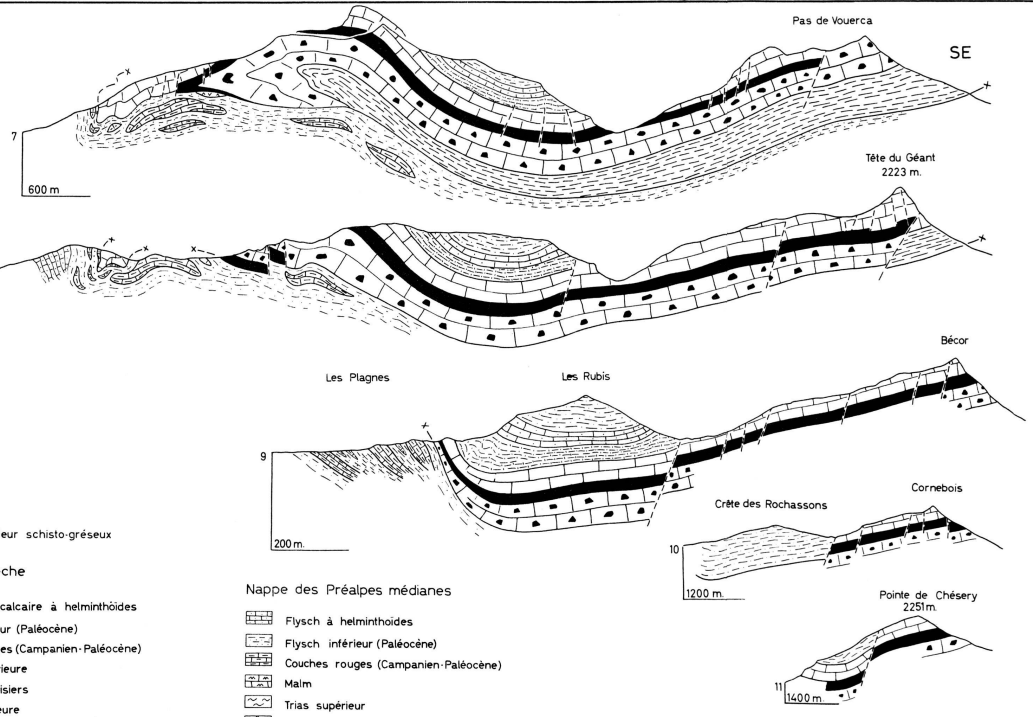 Pas de Vouerca
SE
7
600 m
Tête du Géant
2223 m.
Bécor
Les Plagnes
Les Rubis
9
200 m.
Cornebois
Crête des Rochassons
10
1200 m.
Pointe de Chésery
2251 m.
11
1400 m.
eur schisto-gréseux
che
calcaire à helminthoïdes
ur (Paléocène)
es (Campanien-Paléocène)
rieure
isiers
eure
Nappe des Préalpes médianes
Flysch à helminthoides
Flysch inférieur (Paléocène)
Couches rouges (Campanien-Paléocène)
Malm
Trias supérieur